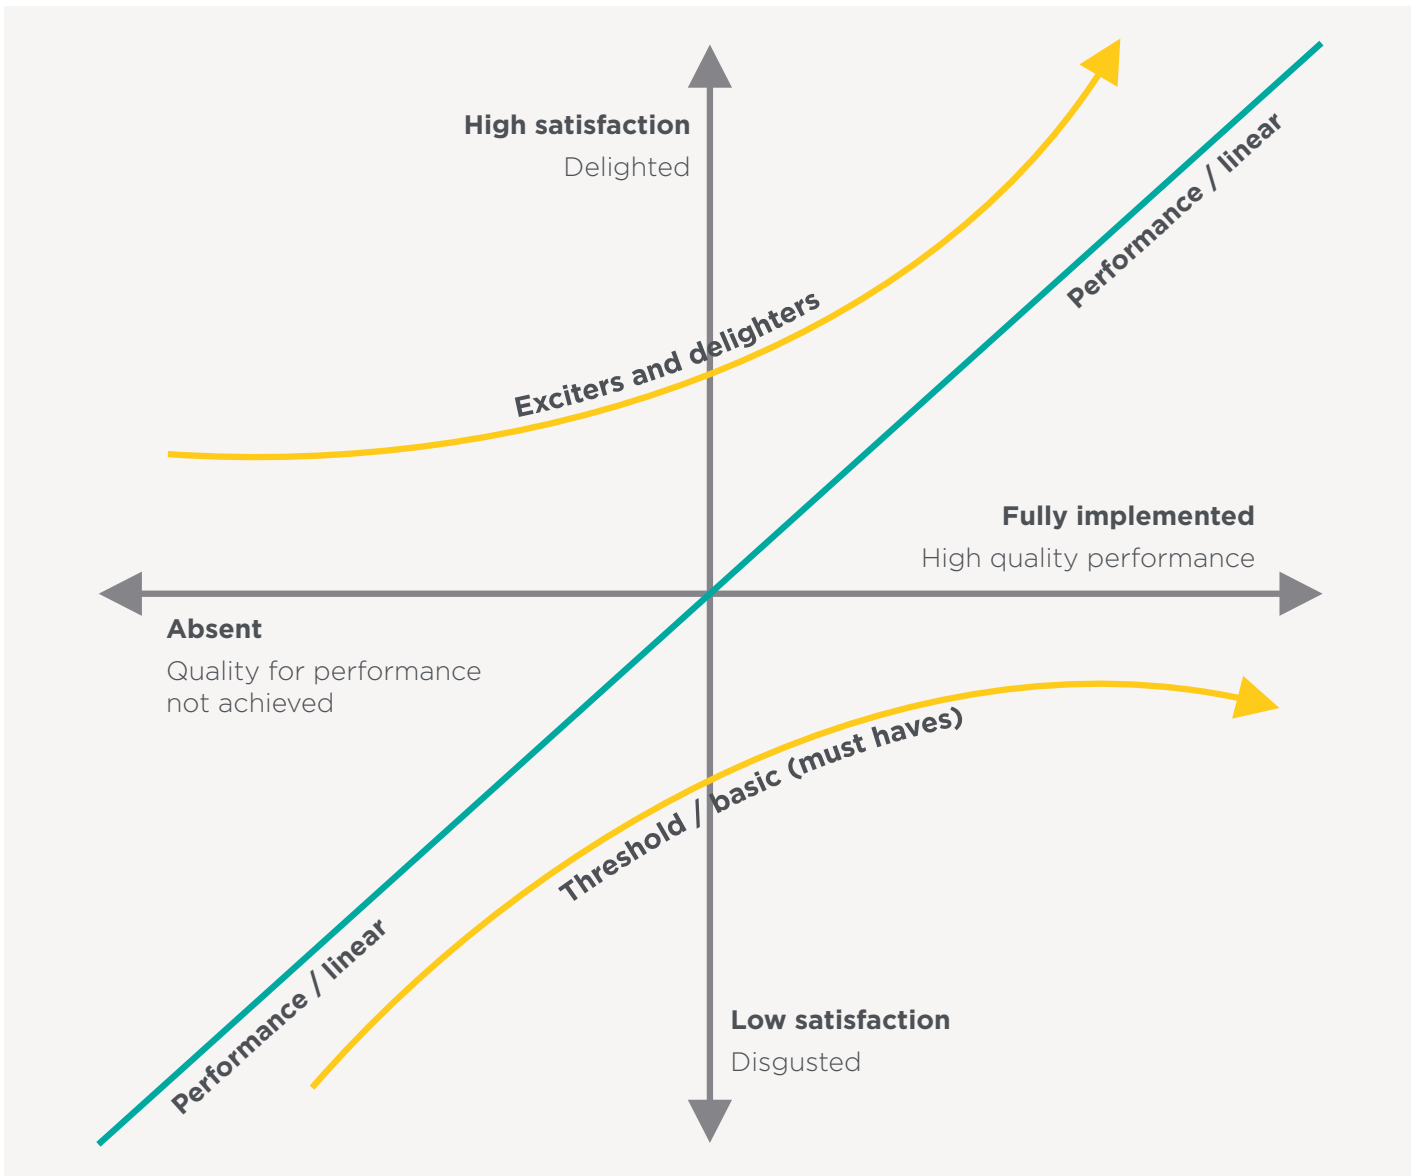 High satisfaction
Delighted
Performance / linear
Exciters and delighters
Fully implemented
High quality performance
Absent
Quality for performance
not achieved
Threshold / basic (must haves)
Performance / linear
Low satisfaction
Disgusted